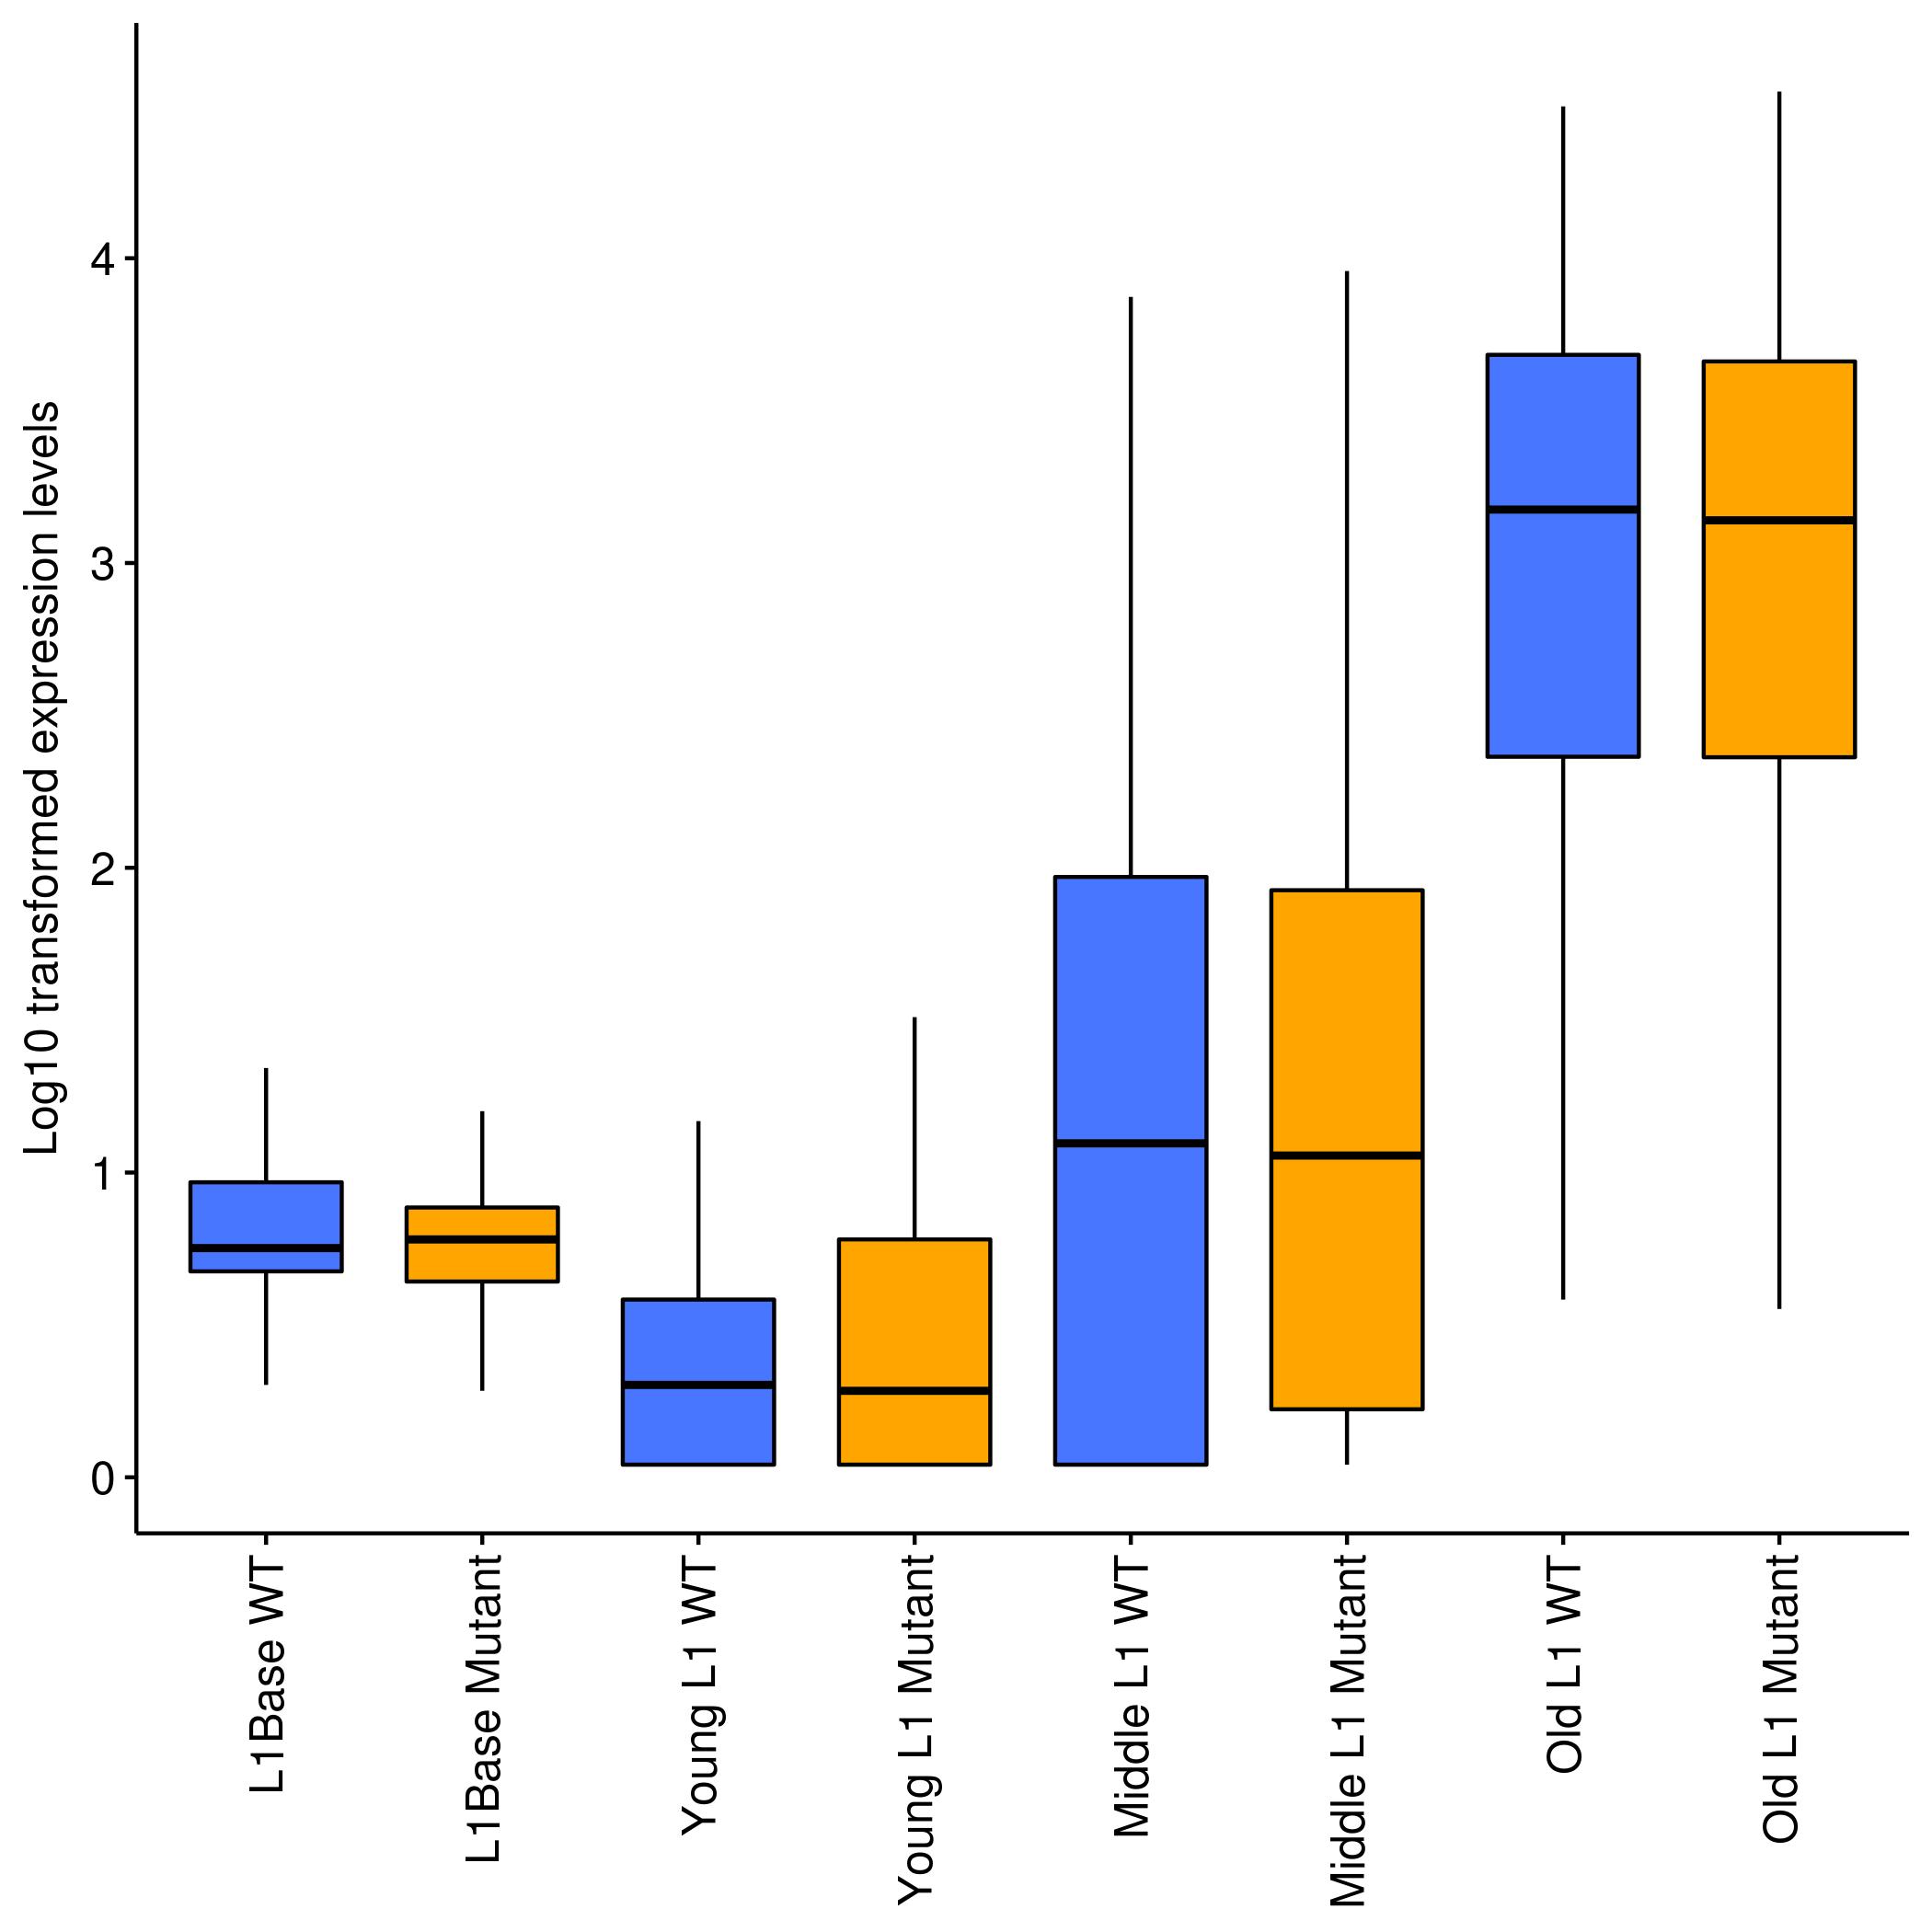 Log10 transformed expression levels
4
3
2
1
0
L1Base WT
L1Base Mutant
Young L1 WT
Young L1 Mutant
Middle L1 WT
Middle L1 Mutant
Old L1 WT
Old L1 Mutant